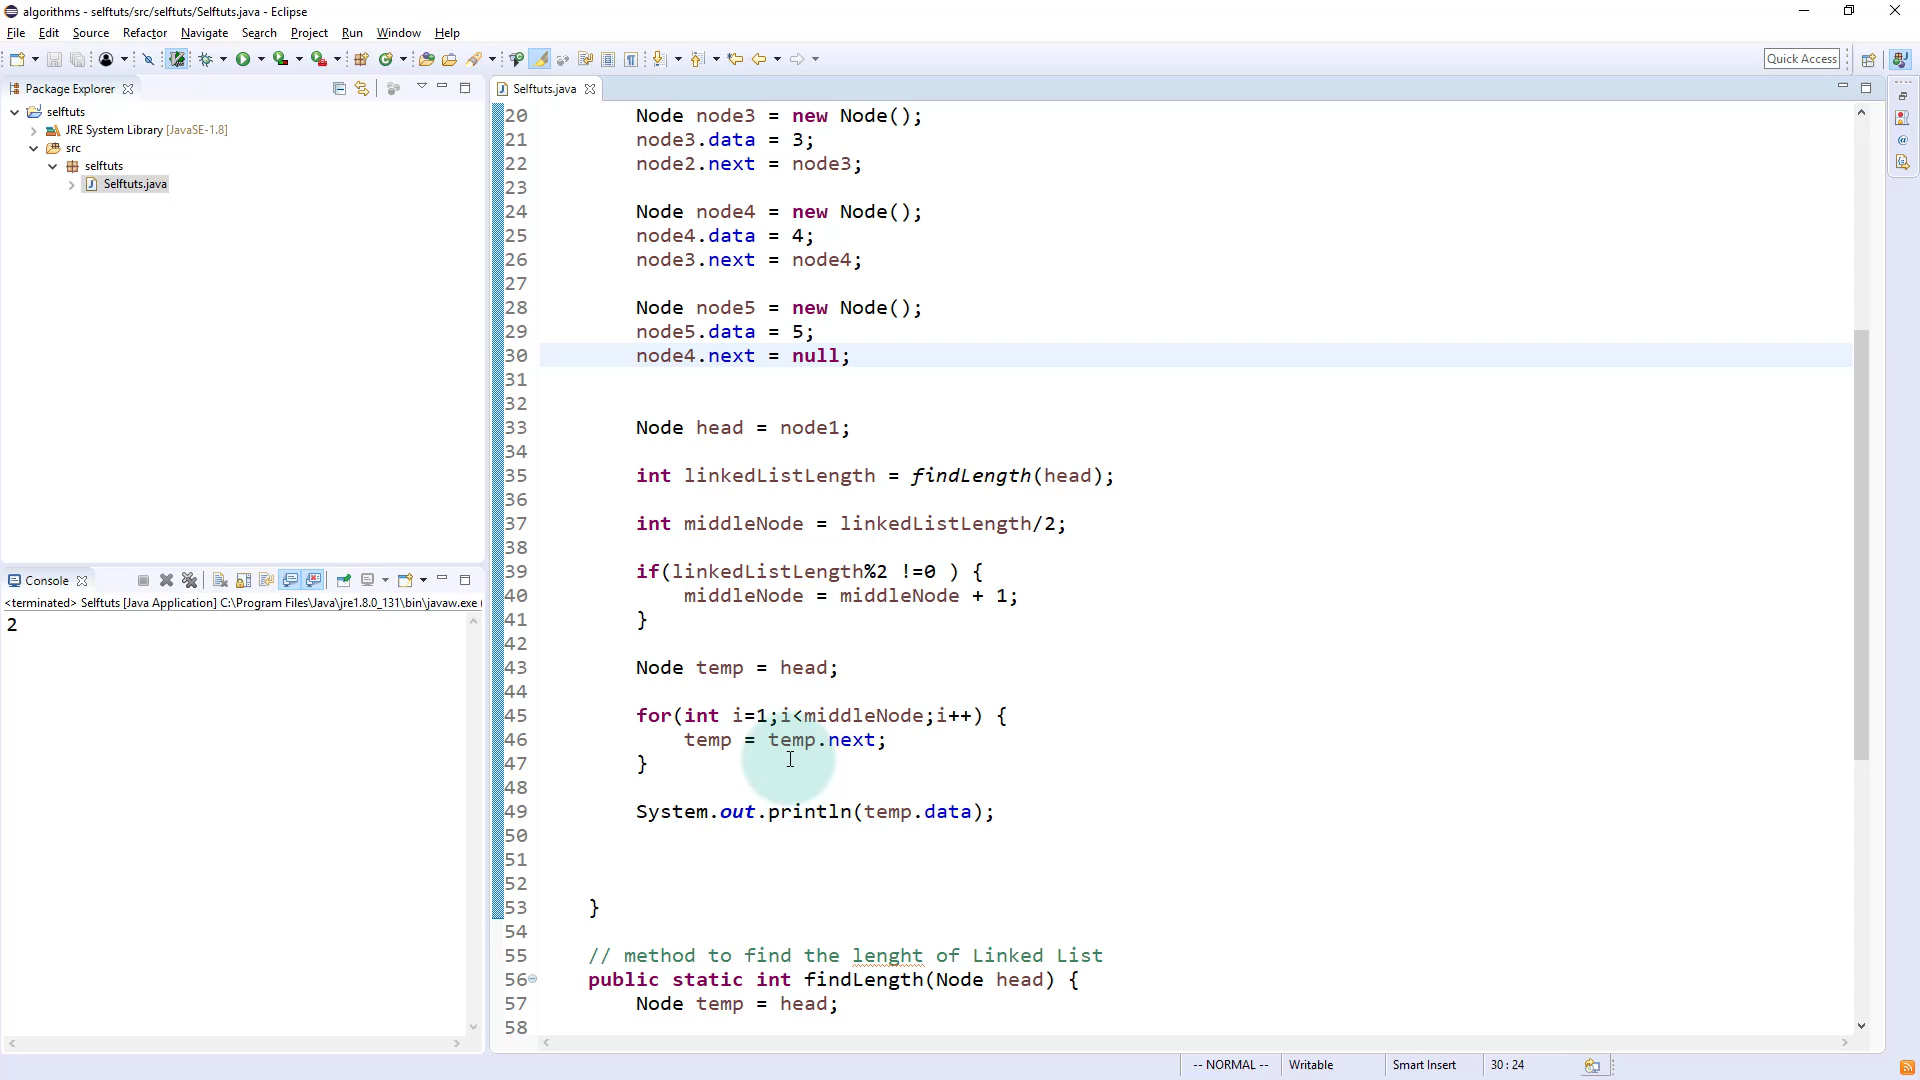 algorithms - selftuts/src/selftuts/Selftuts.java - Eclipse
File Edit Source Refactor Navigate Search Project Run Window Help
Quick Access
Package Explorer
selftuts
JRE System Library [JavaSE-1.8]
src
selftuts
Selftuts.java
Console
<terminated> Selftuts [Java Application] C:\Program Files\Java\jre1.8.0_131\bin\javaw.exe (
2
Selftuts.java
20 Node node3 = new Node();
21 node3.data = 3;
22 node2.next = node3;
23
24 Node node4 = new Node();
25 node4.data = 4;
26 node3.next = node4;
27
28 Node node5 = new Node();
29 node5.data = 5;
30 node4.next = null;
31
32
33 Node head = node1;
34
35 int linkedListLength = findLength(head);
36
37 int middleNode = linkedListLength/2;
38
39 if(linkedListLength%2 !=0 ) {
40 middleNode = middleNode + 1;
41 }
42
43 Node temp = head;
44
45 for(int i=1;i<middleNode;i++) {
46 temp = temp.next;
47 }
48
49 System.out.println(temp.data);
50
51
52
53 }
54
55 // method to find the lenght of Linked List
56 public static int findLength(Node head) {
57 Node temp = head;
58
-- NORMAL -- Writable Smart Insert 30 : 24